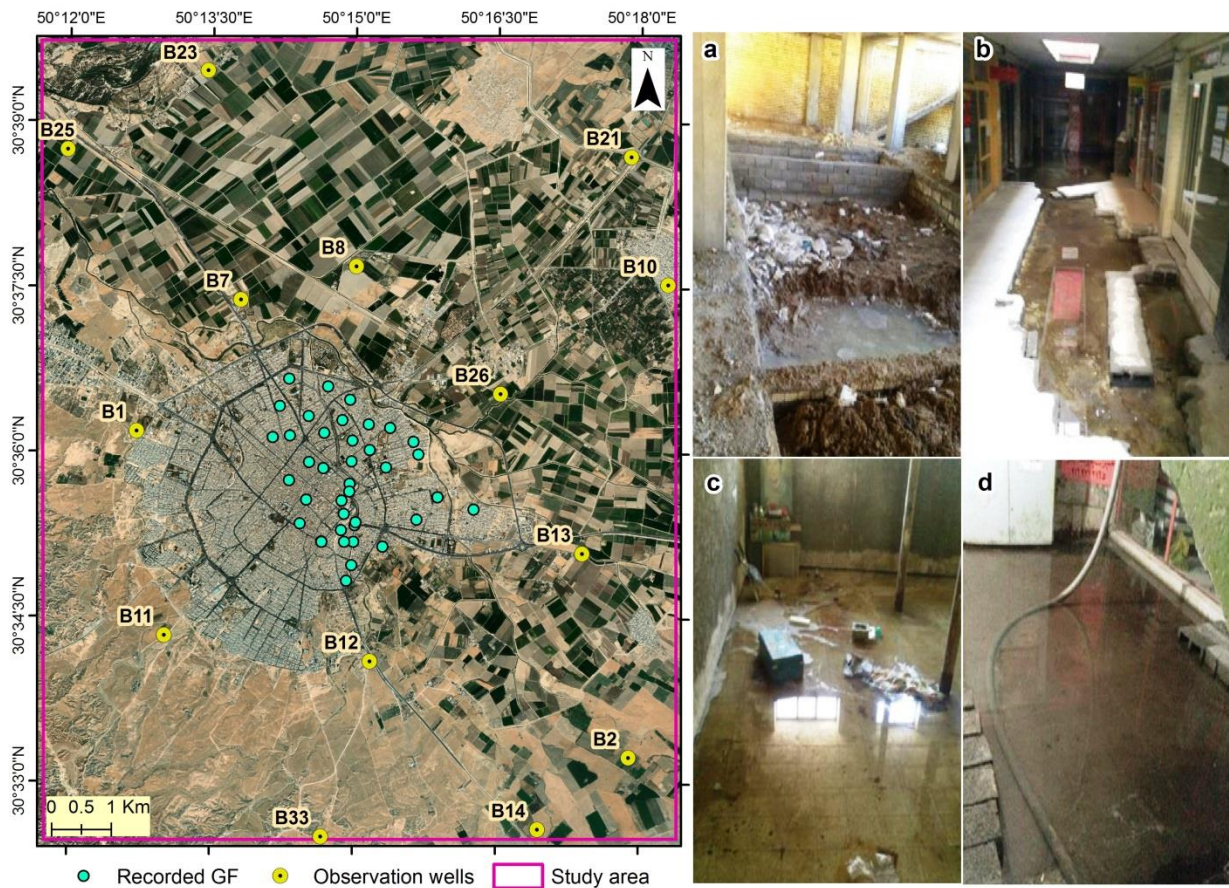 50°12'0"E 50°13'30"E 50°15'0"E 50°16'30"E 50°18'0"E
30°39'0"N
30°37'30"N
30°36'0"N
30°34'30"N
30°33'0"N
N
B23
B25
B21
B8
B10
B7
B26
B1
B13
B11
B12
B2
B14
B33
0 0.5 1 Km
Recorded GF Observation wells Study area
a
b
c
d